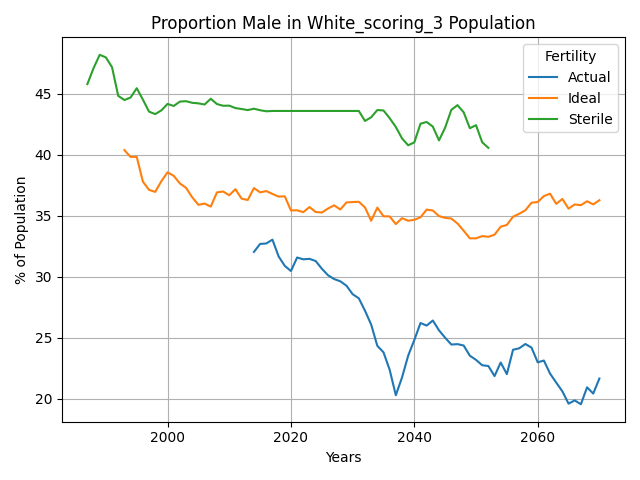 Proportion Male in White_scoring_3 Population
Fertility
Actual
Ideal
Sterile
% of Population
45
40
35
30
25
20
2000
2020
2040
2060
Years